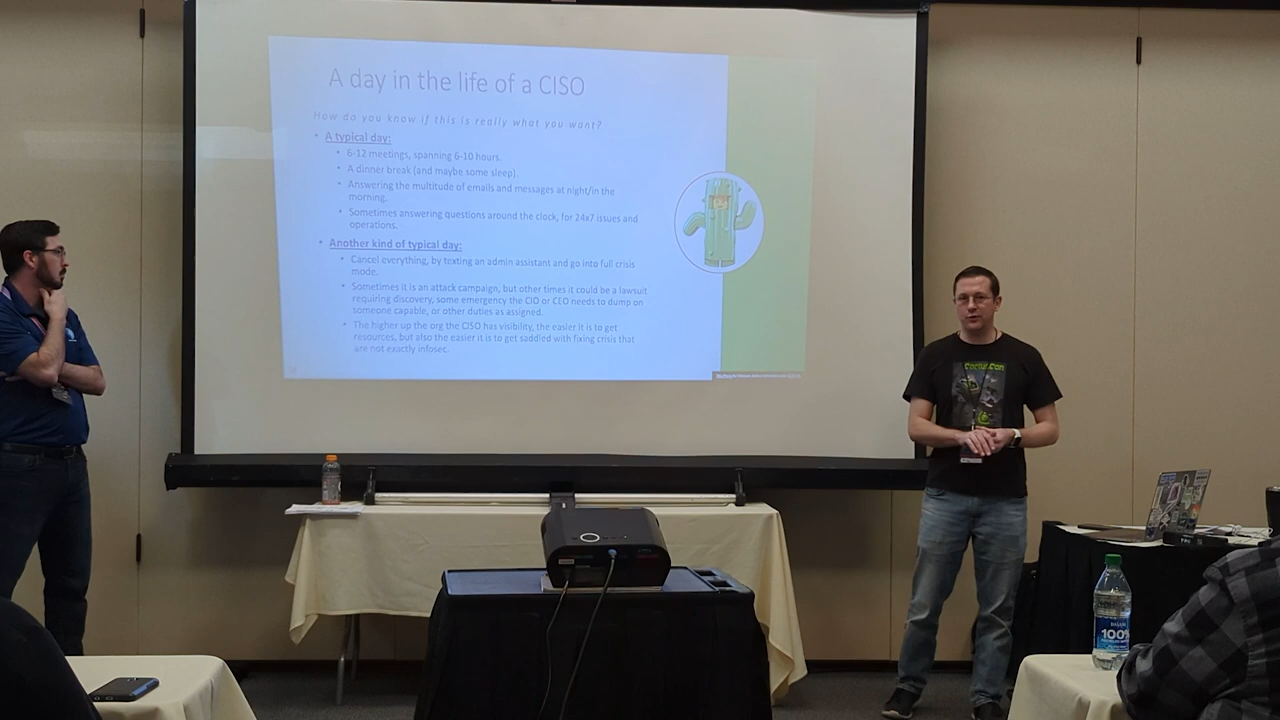 A day in the life of a CISO
How do you know if this is really what you want?
• A typical day:
• 6-12 meetings, spanning 6-10 hours.
• A dinner break (and maybe some sleep).
• Answering the multitude of emails and messages at night/in the
morning.
• Sometimes answering questions around the clock, for 24x7 issues and
operations.
• Another kind of typical day:
• Cancel everything, by texting an admin assistant and go into full crisis
mode.
• Sometimes it is an attack campaign, but other times it could be a lawsuit
requiring discovery, some emergency the CIO or CEO needs to dump on
someone capable, or other duties as assigned.
• The higher up the org the CISO has visibility, the easier it is to get
resources, but also the easier it is to get saddled with fixing crisis that
are not exactly infosec.
CactusCon
100%